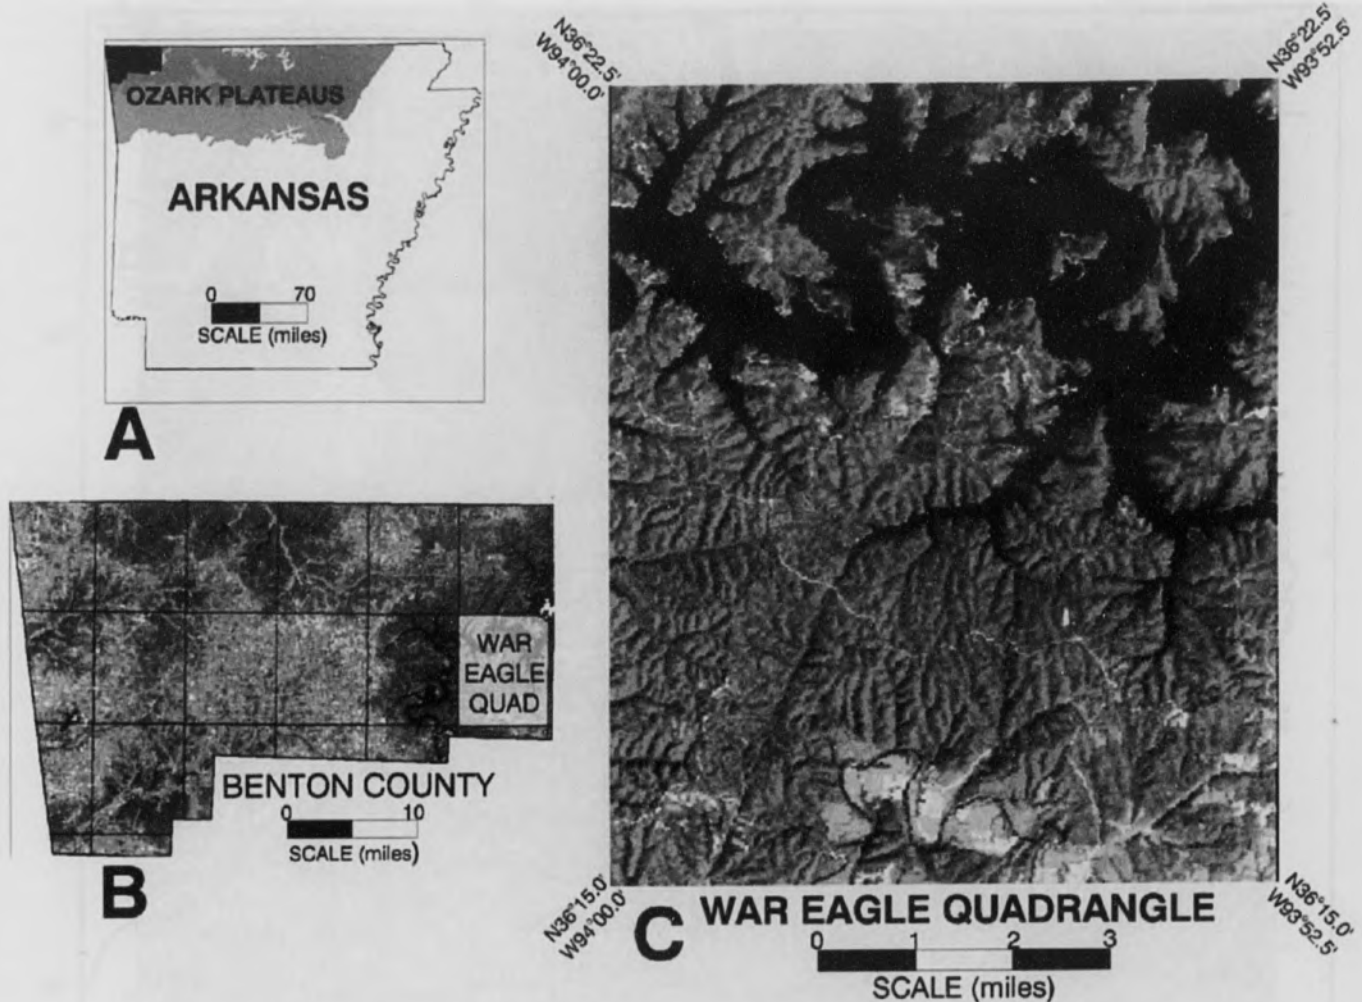 OZARK PLATEAUS
ARKANSAS
0 70
SCALE (miles)
A
WAR
EAGLE
QUAD
BENTON COUNTY
0 10
SCALE (miles)
B
N36°22.5'
W94°00.0'
N36°22.5'
W93°52.5'
N36°15.0'
W94°00.0'
N36°15.0'
W93°52.5'
C WAR EAGLE QUADRANGLE
0 1 2 3
SCALE (miles)